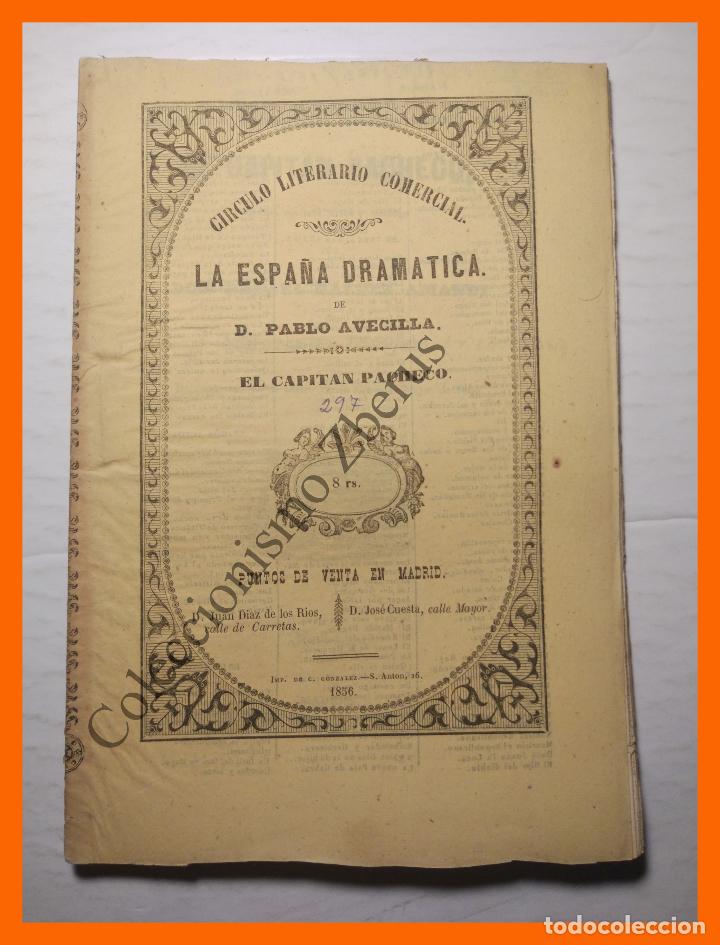 CIRCULO LITERARIO COMERCIAL.
LA ESPAÑA DRAMATICA.
DE
D. PABLO AVECILLA.
EL CAPITAN PACHECO.
297
8 rs.
PUNTOS DE VENTA EN MADRID.
D. Juan Diaz de los Rios,
calle de Carretas.
D. José Cuesta, calle Mayor.
IMP. DE C. GONZALEZ.—S. Anton, 26.
1856.
Coleccionismo Zberus
todocoleccion